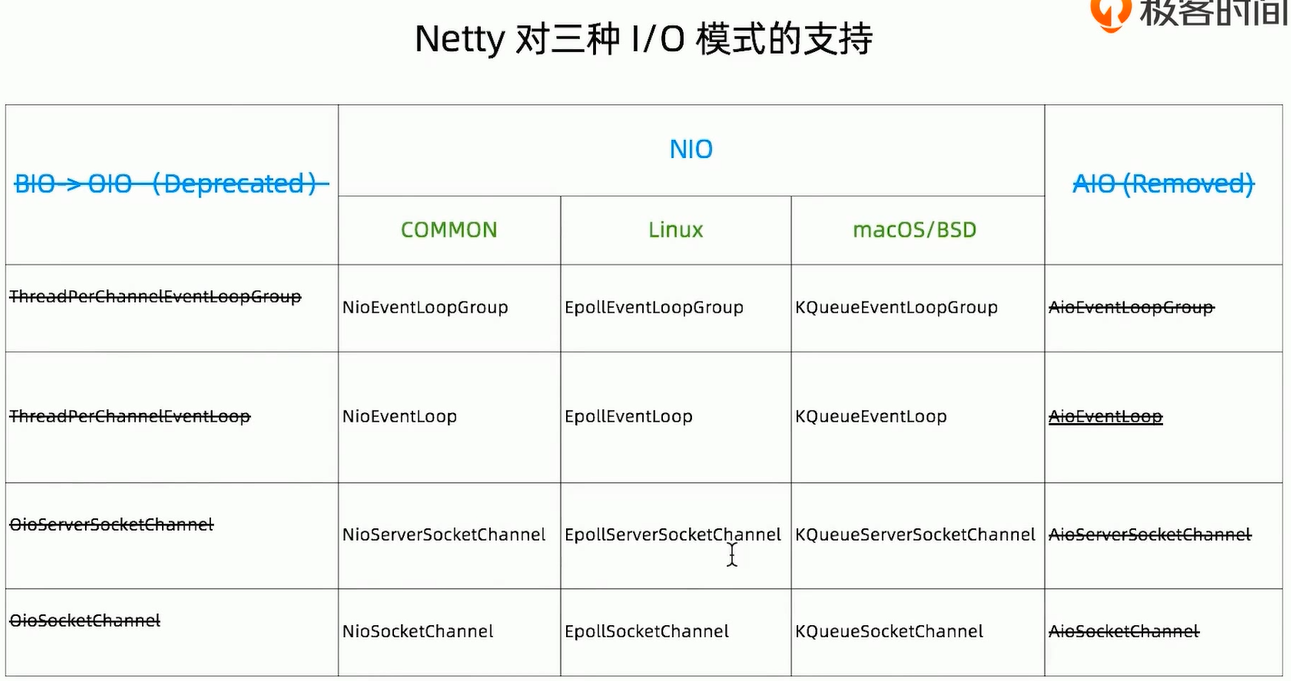 极客时间
Netty 对三种 I/O 模式的支持
BIO -> OIO （Deprecated）
NIO
AIO (Removed)
COMMON
Linux
macOS/BSD
ThreadPerChannelEventLoopGroup
NioEventLoopGroup
EpollEventLoopGroup
KQueueEventLoopGroup
AioEventLoopGroup
ThreadPerChannelEventLoop
NioEventLoop
EpollEventLoop
KQueueEventLoop
AioEventLoop
OioServerSocketChannel
NioServerSocketChannel
EpollServerSocketChannel
KQueueServerSocketChannel
AioServerSocketChannel
OioSocketChannel
NioSocketChannel
EpollSocketChannel
KQueueSocketChannel
AioSocketChannel